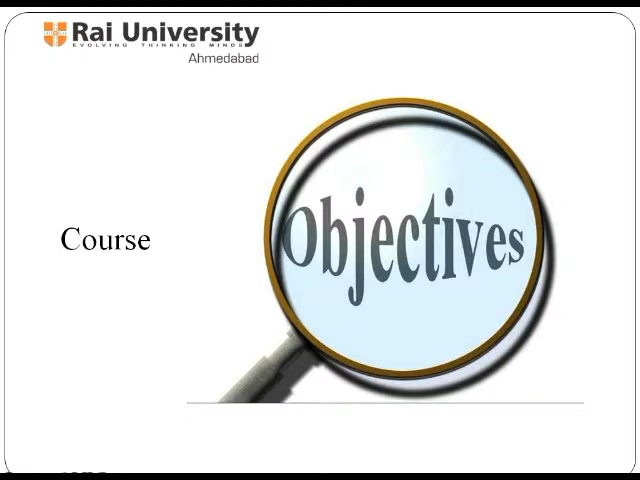 Rai University
EVOLVING THINKING MINDS
Ahmedabad
Course
Objectives